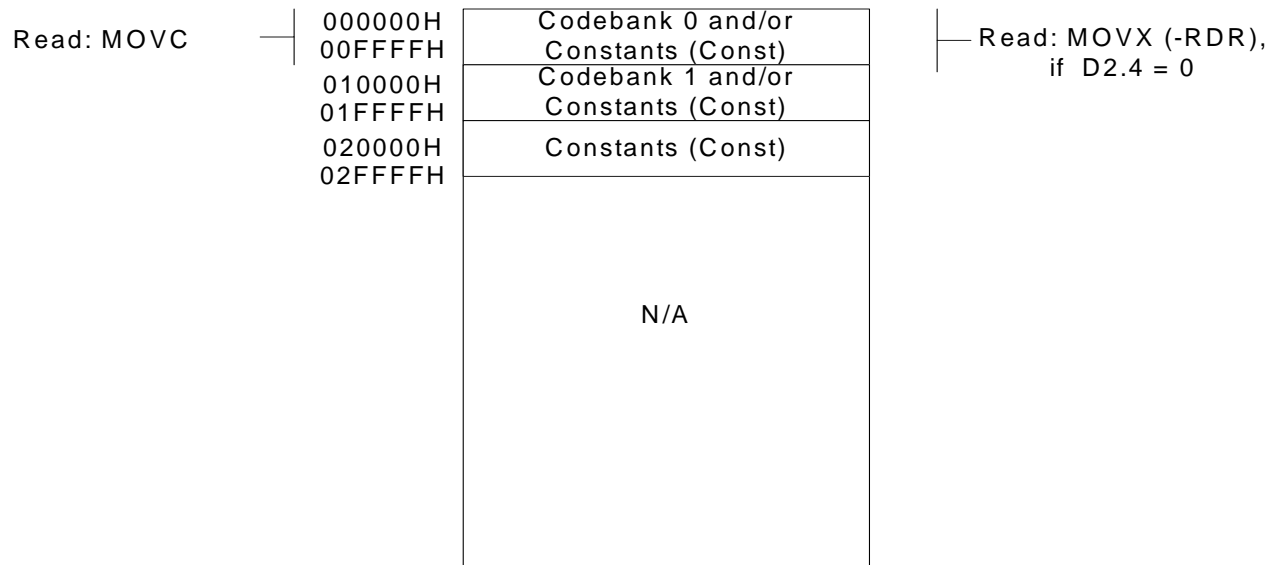 Read: MOVC
000000H
00FFFFH
010000H
01FFFFH
020000H
02FFFFH
Codebank 0 and/or
Constants (Const)
Codebank 1 and/or
Constants (Const)
Constants (Const)
N/A
Read: MOVX (-RDR),
if D2.4 = 0